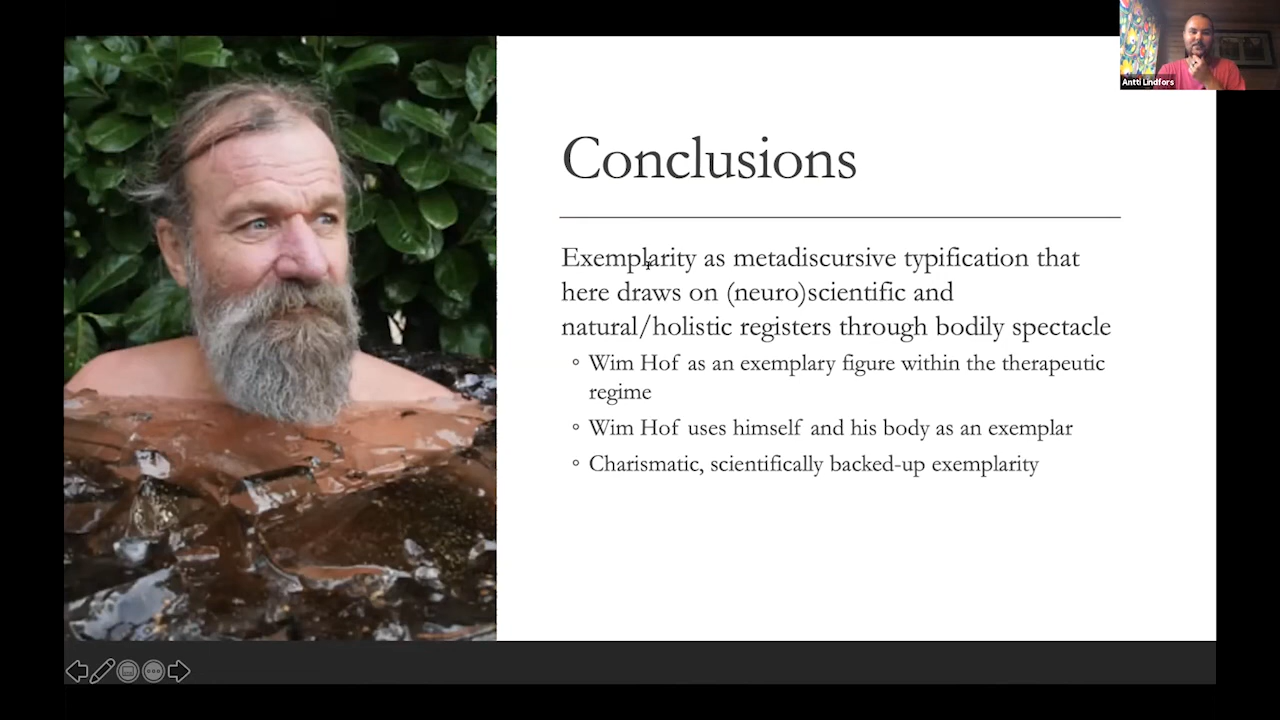 Antti Lindfors
Conclusions
Exemplarity as metadiscursive typification that
here draws on (neuro)scientific and
natural/holistic registers through bodily spectacle
◦ Wim Hof as an exemplary figure within the therapeutic
regime
◦ Wim Hof uses himself and his body as an exemplar
◦ Charismatic, scientifically backed-up exemplarity